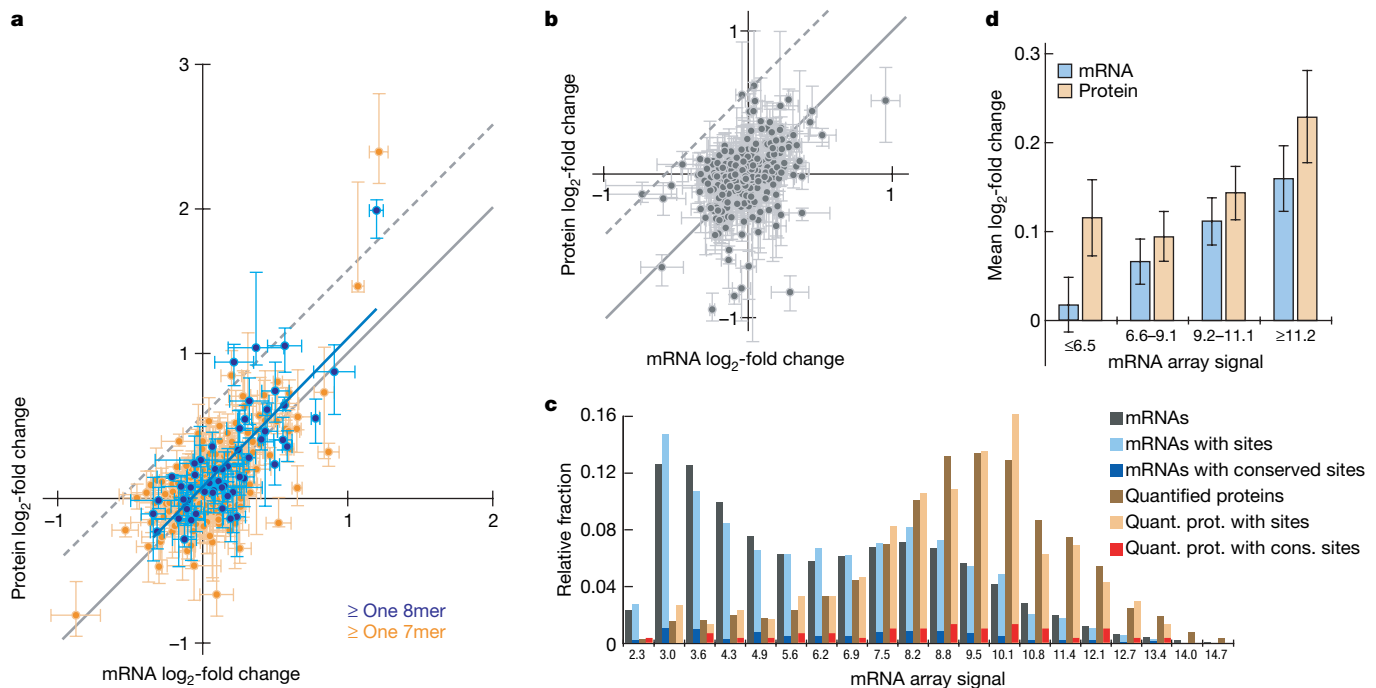 a
3
2
1
−1
−1
1
2
Protein log2-fold change
mRNA log2-fold change
≥ One 8mer
≥ One 7mer
b
1
−1
1
−1
Protein log2-fold change
mRNA log2-fold change
d
0.3
0.2
0.1
0
Mean log2-fold change
mRNA
Protein
≤6.5 6.6–9.1 9.2–11.1 ≥11.2
mRNA array signal
c
0.16
0.12
0.08
0.04
0
Relative fraction
mRNAs
mRNAs with sites
mRNAs with conserved sites
Quantified proteins
Quant. prot. with sites
Quant. prot. with cons. sites
2.3 3.0 3.6 4.3 4.9 5.6 6.2 6.9 7.5 8.2 8.8 9.5 10.1 10.8 11.4 12.1 12.7 13.4 14.0 14.7
mRNA array signal